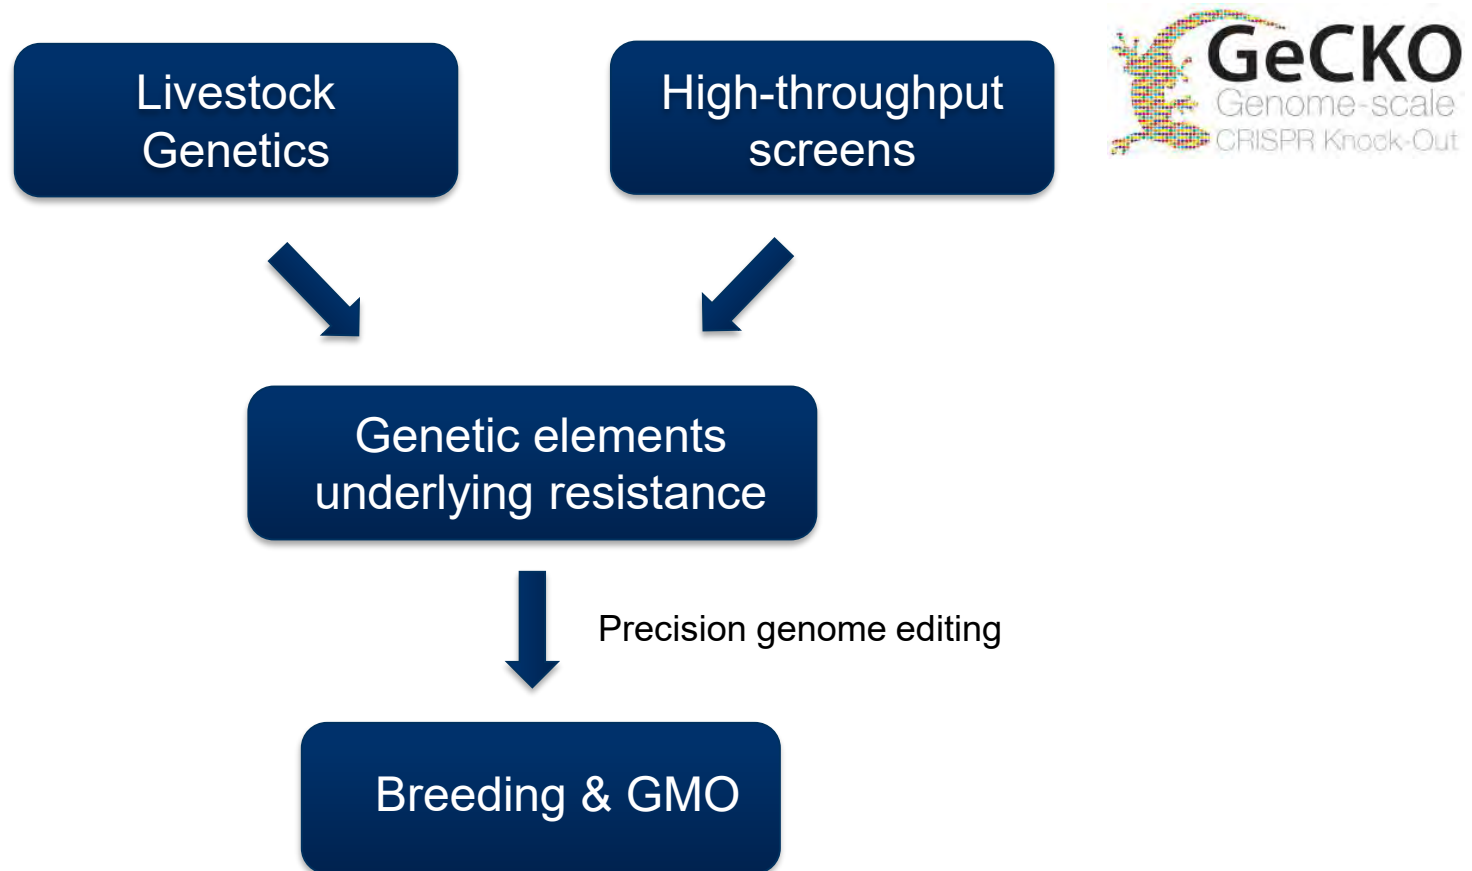 Livestock
Genetics
High-throughput
screens
GeCKO
Genome-scale
CRISPR Knock-Out
Genetic elements
underlying resistance
Precision genome editing
Breeding & GMO